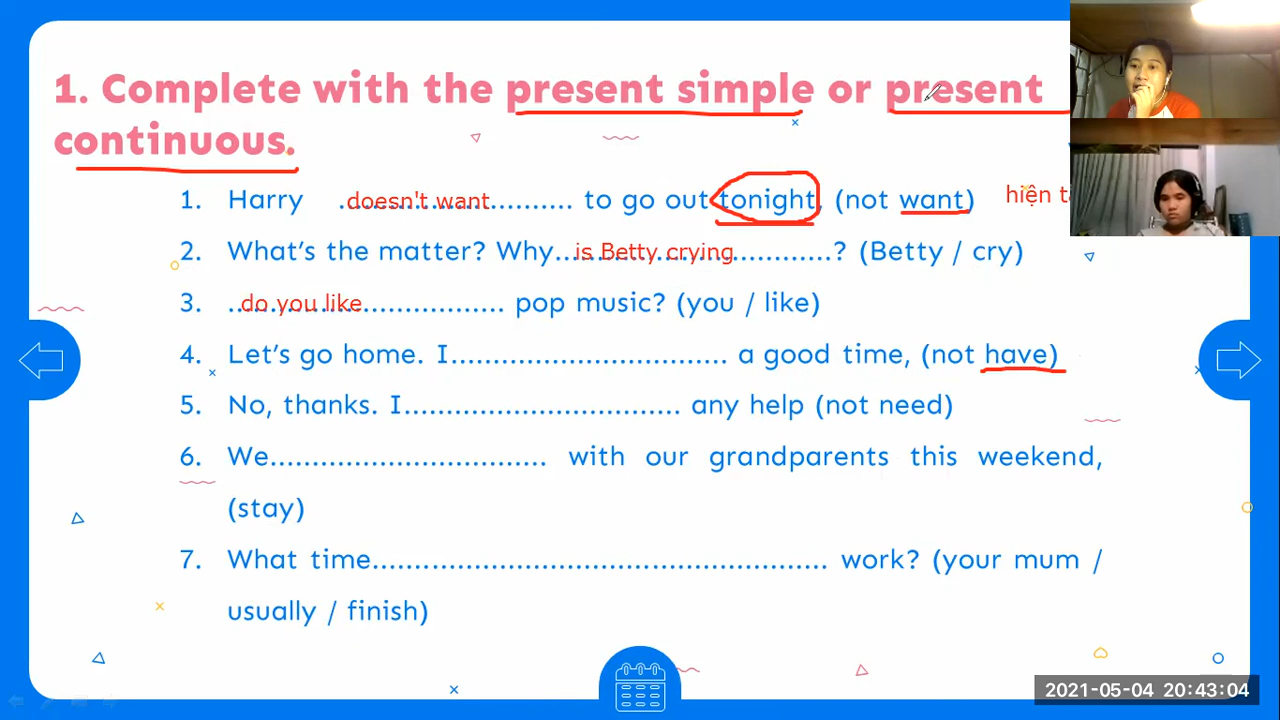 1. Complete with the present simple or present
continuous.
1. Harry ..doesn't want.......... to go out tonight, (not want) hiện
2. What's the matter? Why...is Betty crying............? (Betty / cry)
3. ..do you like................. pop music? (you / like)
4. Let's go home. I................................. a good time, (not have)
5. No, thanks. I................................. any help (not need)
6. We................................. with our grandparents this weekend,
(stay)
7. What time...................................................... work? (your mum /
usually / finish)
2021-05-04 20:43:04